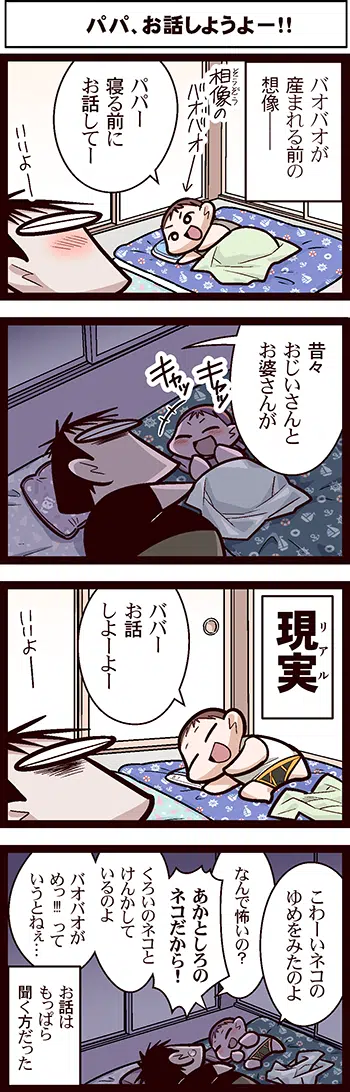 パパ、お話しようよー!!
バオバオが
産まれる前の
想像――
想像の
バオバオ
パパー
寝る前に
お話してー
いいよー
昔々
おじいさんと
お婆さんが
キャッ
キャッ
現実
リアル
パパー
お話
しよーよー
いいよー
こわーいネコの
ゆめをみたのよ
なんで怖いの？
あかとしろの
ネコだから！
くろいのネコと
けんかして
いるのよ
バオバオが
めっ!!!って
いうとねぇ…
お話は
もっぱら
聞く方だった